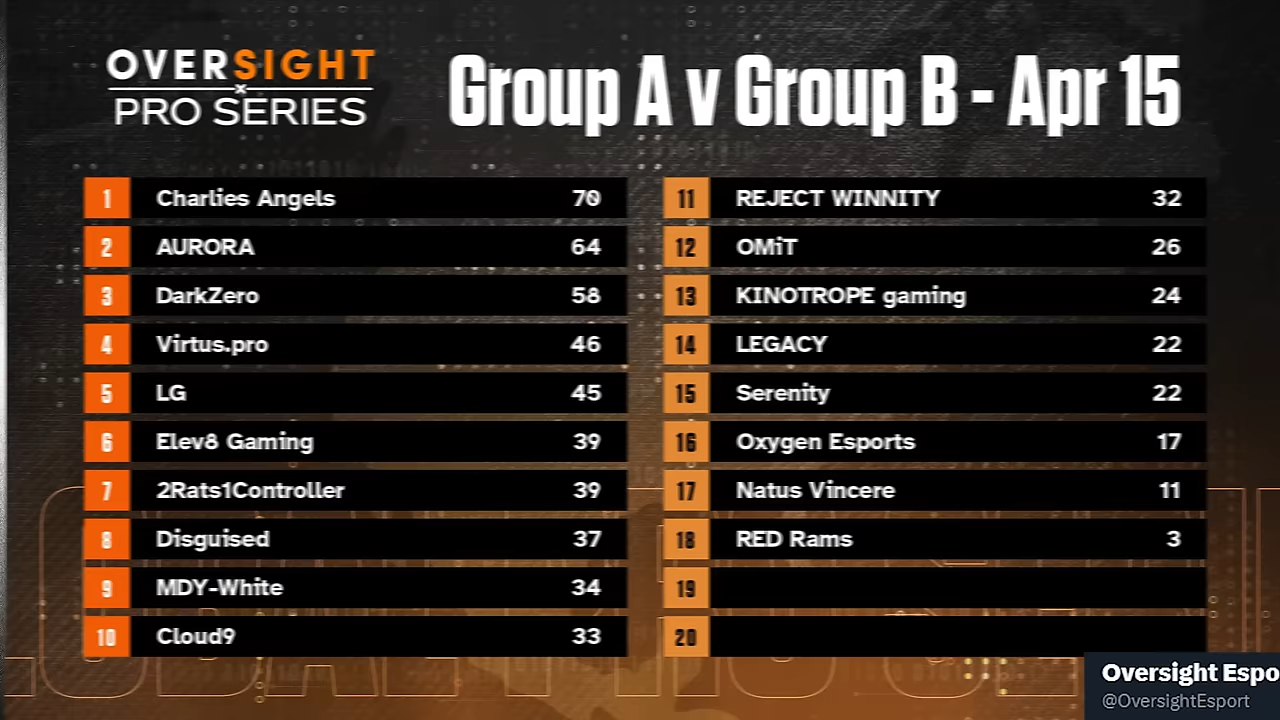 OVERSIGHT
x
PRO SERIES
Group A v Group B - Apr 15
1 Charlies Angels 70
2 AURORA 64
3 DarkZero 58
4 Virtus.pro 46
5 LG 45
6 Elev8 Gaming 39
7 2Rats1Controller 39
8 Disguised 37
9 MDY-White 34
10 Cloud9 33
11 REJECT WINNITY 32
12 OMiT 26
13 KINOTROPE gaming 24
14 LEGACY 22
15 Serenity 22
16 Oxygen Esports 17
17 Natus Vincere 11
18 RED Rams 3
19
20
Oversight Espo
@OversightEsport